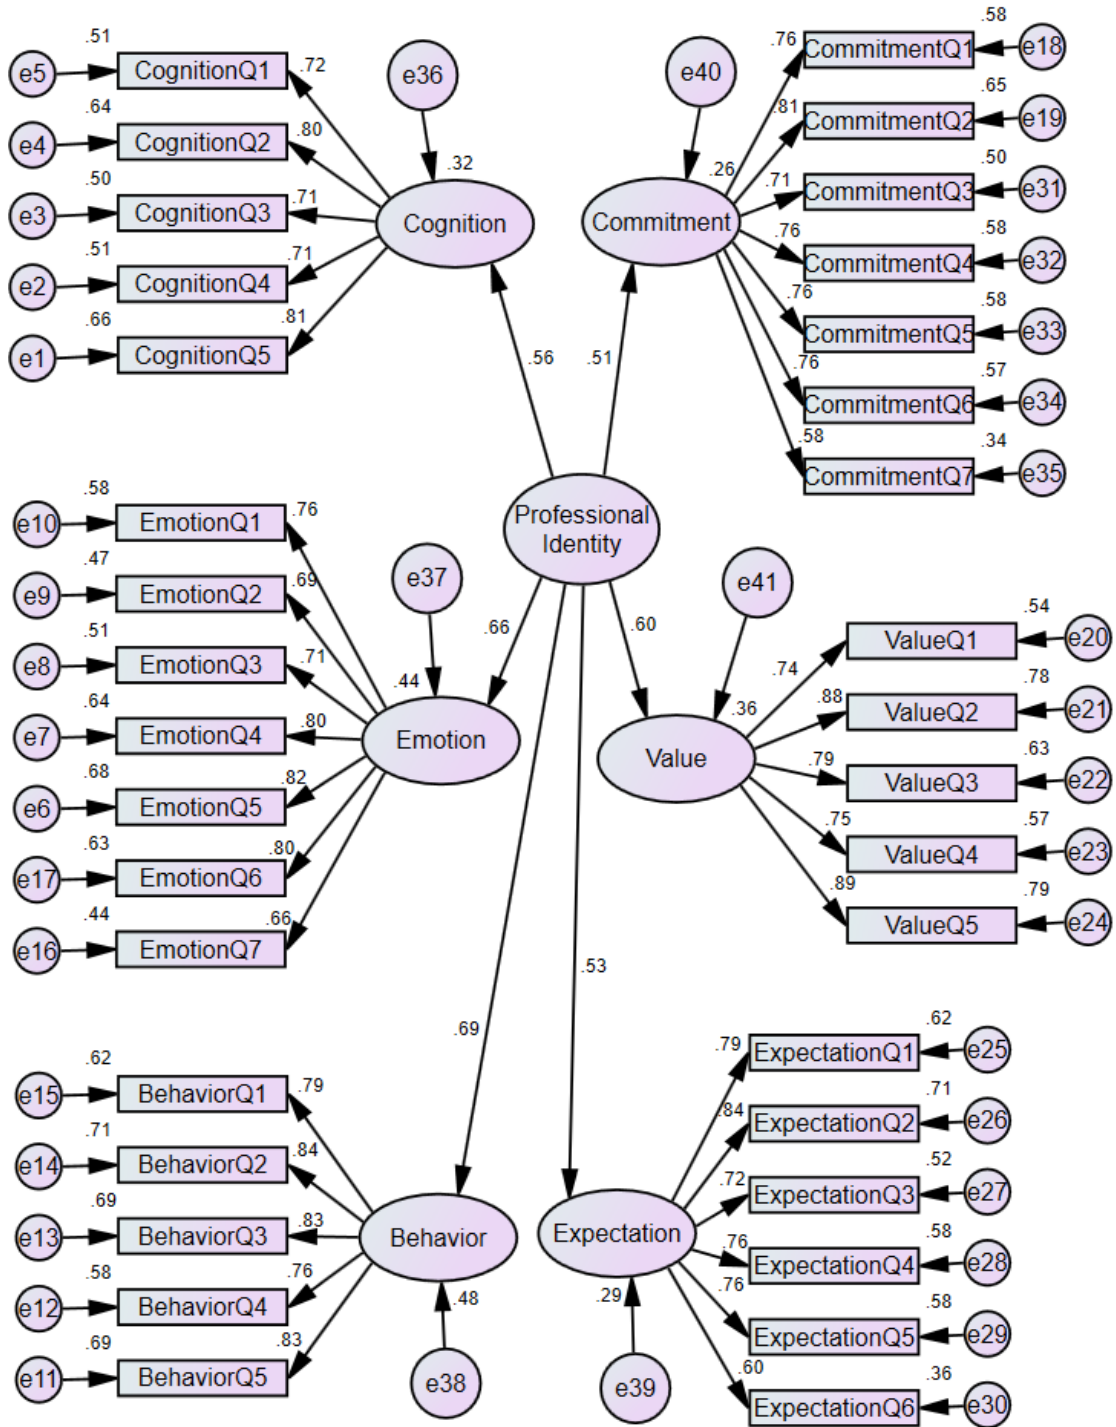 .51
e5
CognitionQ1
.72
.64
e4
CognitionQ2
.80
.50
e3
CognitionQ3
.71
.51
e2
CognitionQ4
.71
.66
e1
CognitionQ5
.81
e36
.32
Cognition
e40
.26
Commitment
.76
CommitmentQ1
.58
e18
.81
CommitmentQ2
.65
e19
.71
CommitmentQ3
.50
e31
.76
CommitmentQ4
.58
e32
.76
CommitmentQ5
.58
e33
.76
CommitmentQ6
.57
e34
.58
CommitmentQ7
.34
e35
.56
.51
Professional
Identity
.58
e10
EmotionQ1
.76
.47
e9
EmotionQ2
.69
.51
e8
EmotionQ3
.71
.64
e7
EmotionQ4
.80
.68
e6
EmotionQ5
.82
.63
e17
EmotionQ6
.80
.44
e16
EmotionQ7
.66
e37
.44
Emotion
.66
.60
e41
.36
Value
.74
ValueQ1
.54
e20
.88
ValueQ2
.78
e21
.79
ValueQ3
.63
e22
.75
ValueQ4
.57
e23
.89
ValueQ5
.79
e24
.69
.53
.62
e15
BehaviorQ1
.79
.71
e14
BehaviorQ2
.84
.69
e13
BehaviorQ3
.83
.58
e12
BehaviorQ4
.76
.69
e11
BehaviorQ5
.83
Behavior
.48
e38
Expectation
.29
e39
.79
ExpectationQ1
.62
e25
.84
ExpectationQ2
.71
e26
.72
ExpectationQ3
.52
e27
.76
ExpectationQ4
.58
e28
.76
ExpectationQ5
.58
e29
.60
ExpectationQ6
.36
e30